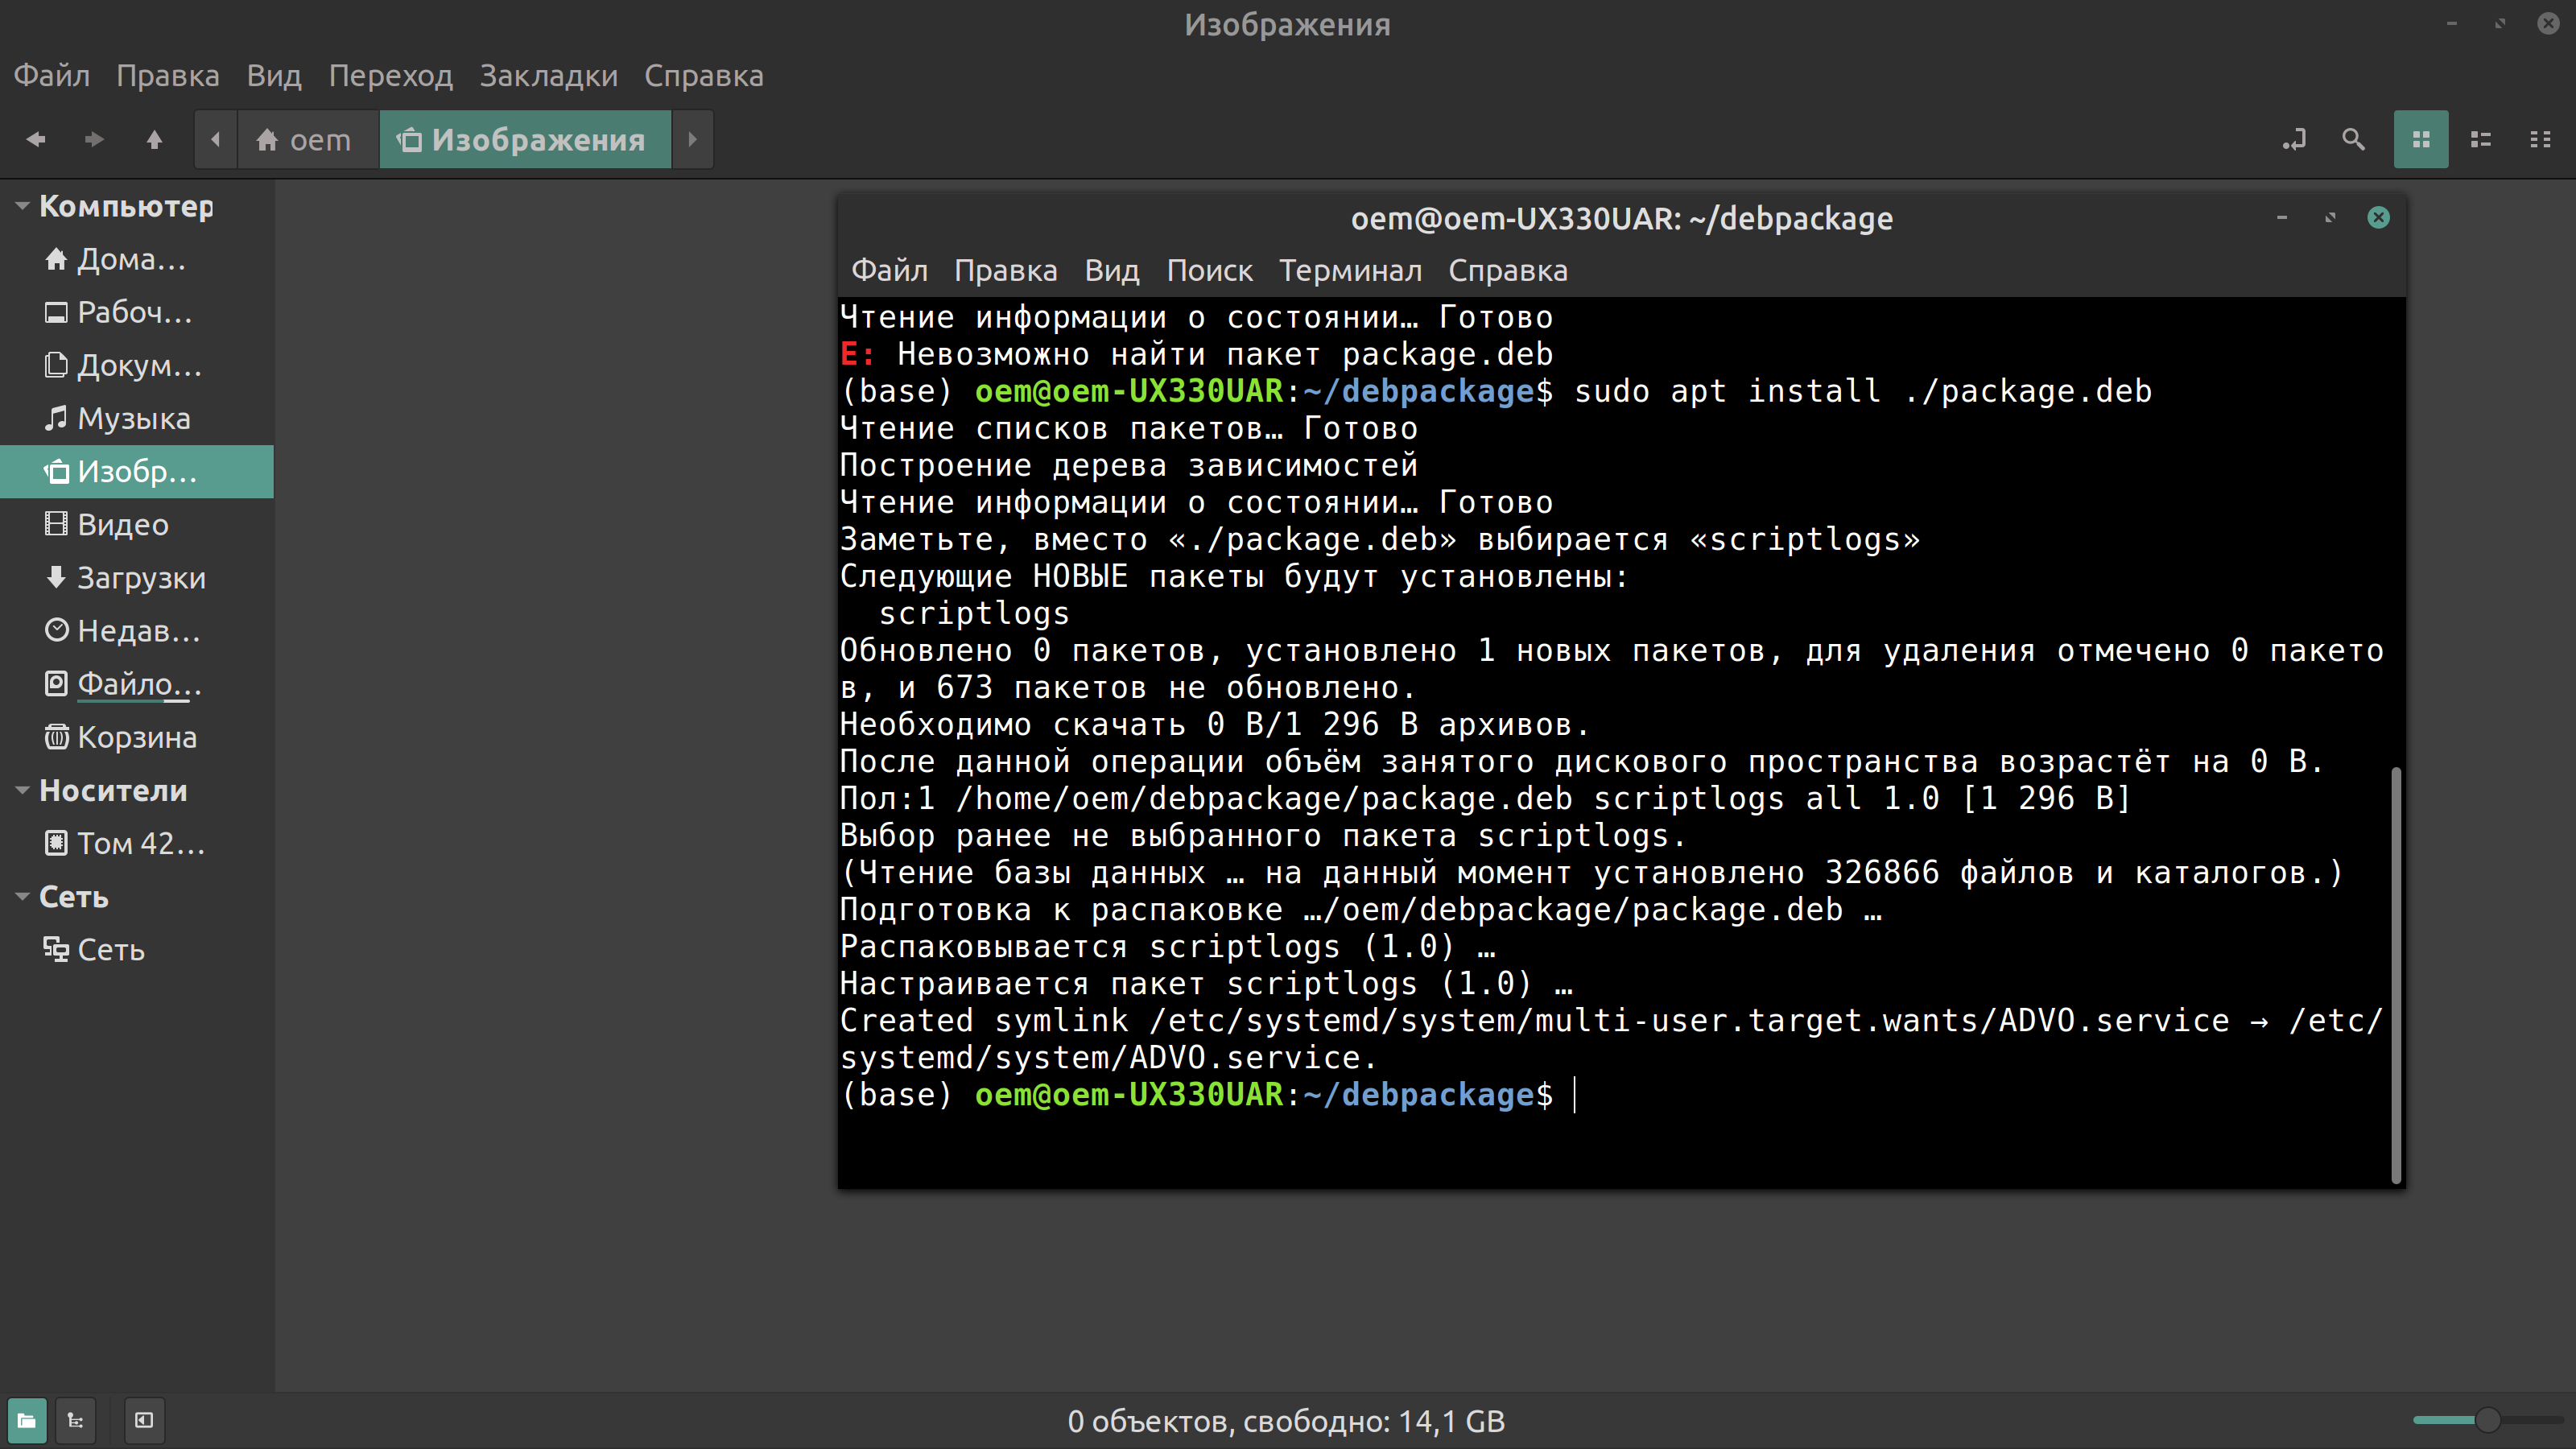 Изображения
Файл Правка Вид Переход Закладки Справка
oem Изображения
Компьютер
Дома...
Рабоч...
Докум...
Музыка
Изобр...
Видео
Загрузки
Недав...
Файло...
Корзина
Носители
Том 42...
Сеть
Сеть
oem@oem-UX330UAR: ~/debpackage
Файл Правка Вид Поиск Терминал Справка
Чтение информации о состоянии… Готово
E: Невозможно найти пакет package.deb
(base) oem@oem-UX330UAR:~/debpackage$ sudo apt install ./package.deb
Чтение списков пакетов… Готово
Построение дерева зависимостей
Чтение информации о состоянии… Готово
Заметьте, вместо «./package.deb» выбирается «scriptlogs»
Следующие НОВЫЕ пакеты будут установлены:
  scriptlogs
Обновлено 0 пакетов, установлено 1 новых пакетов, для удаления отмечено 0 пакето
в, и 673 пакетов не обновлено.
Необходимо скачать 0 B/1 296 B архивов.
После данной операции объём занятого дискового пространства возрастёт на 0 B.
Пол:1 /home/oem/debpackage/package.deb scriptlogs all 1.0 [1 296 B]
Выбор ранее не выбранного пакета scriptlogs.
(Чтение базы данных … на данный момент установлено 326866 файлов и каталогов.)
Подготовка к распаковке …/oem/debpackage/package.deb …
Распаковывается scriptlogs (1.0) …
Настраивается пакет scriptlogs (1.0) …
Created symlink /etc/systemd/system/multi-user.target.wants/ADVO.service → /etc/
systemd/system/ADVO.service.
(base) oem@oem-UX330UAR:~/debpackage$
0 объектов, свободно: 14,1 GB